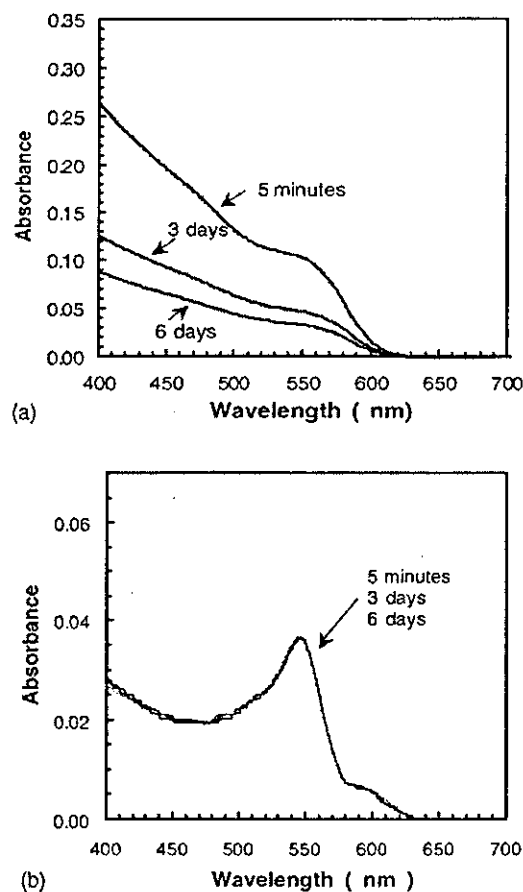 0.35
0.30
0.25
0.20
0.15
0.10
0.05
0.00
Absorbance
5 minutes
3 days
6 days
400 450 500 550 600 650 700
(a)
Wavelength ( nm)
0.06
0.04
0.02
0.00
Absorbance
5 minutes
3 days
6 days
400 450 500 550 600 650 700
(b)
Wavelength ( nm )